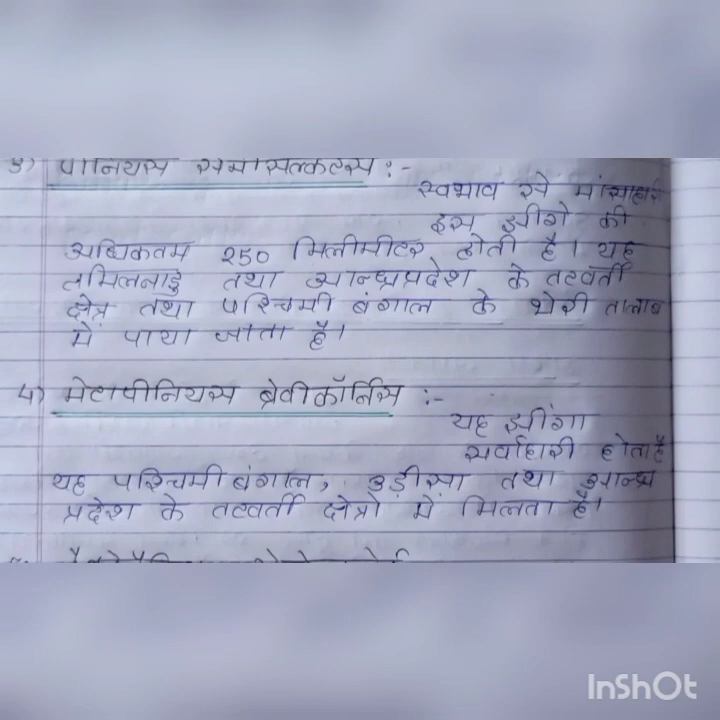 3) पीनियस सेमीसल्केटस :-
स्वभाव से मांसाहारी
इस झींगे की
अधिकतम 250 मिलीमीटर होती है। यह
तमिलनाडु तथा आन्ध्रप्रदेश के तटवर्ती
क्षेत्र तथा पश्चिमी बंगाल के भेरी तालाब
में पाया जाता है।
4) मेटापीनियस ब्रेवीकॉर्निस :-
यह झींगा
सर्वाहारी होता है
यह पश्चिमी बंगाल, उड़ीसा तथा आन्ध्र
प्रदेश के तटवर्ती क्षेत्रो में मिलता है।
InShOt